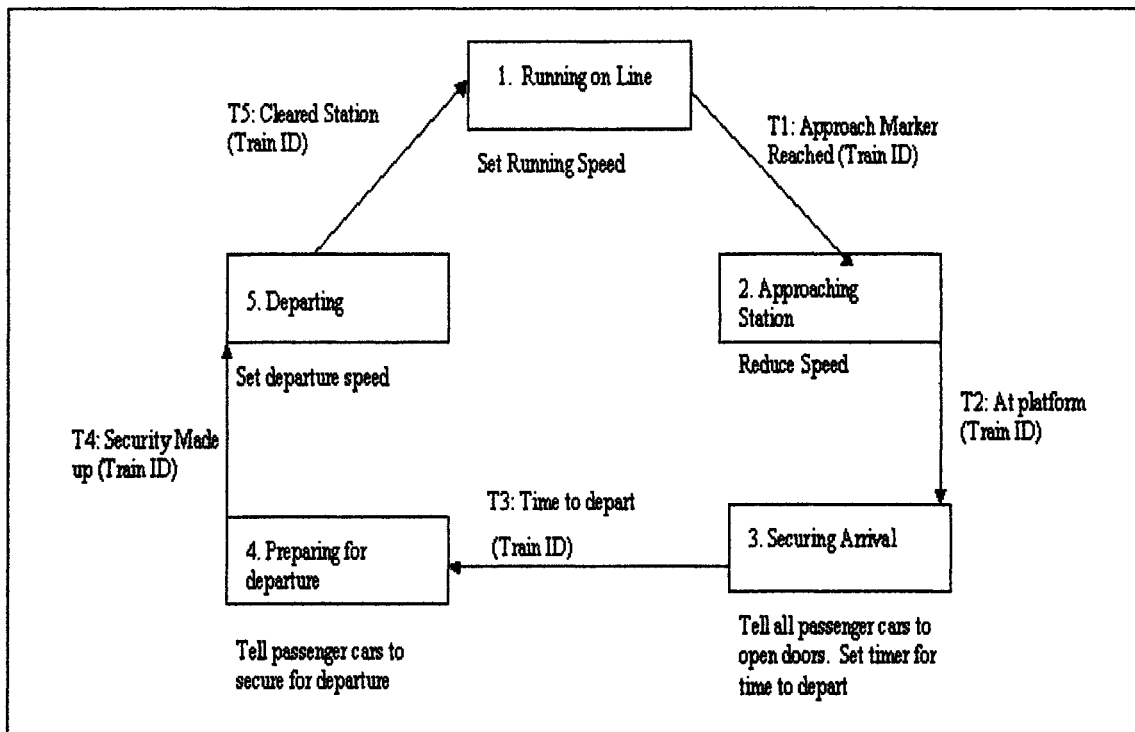 1. Running on Line
T5: Cleared Station
(Train ID)
T1: Approach Marker
Reached (Train ID)
Set Running Speed
5. Departing
2. Approaching
Station
Set departure speed
Reduce Speed
T4: Security Made
up (Train ID)
T2: At platform
(Train ID)
T3: Time to depart
(Train ID)
4. Preparing for
departure
3. Securing Arrival
Tell passenger cars to
secure for departure
Tell all passenger cars to
open doors. Set timer for
time to depart